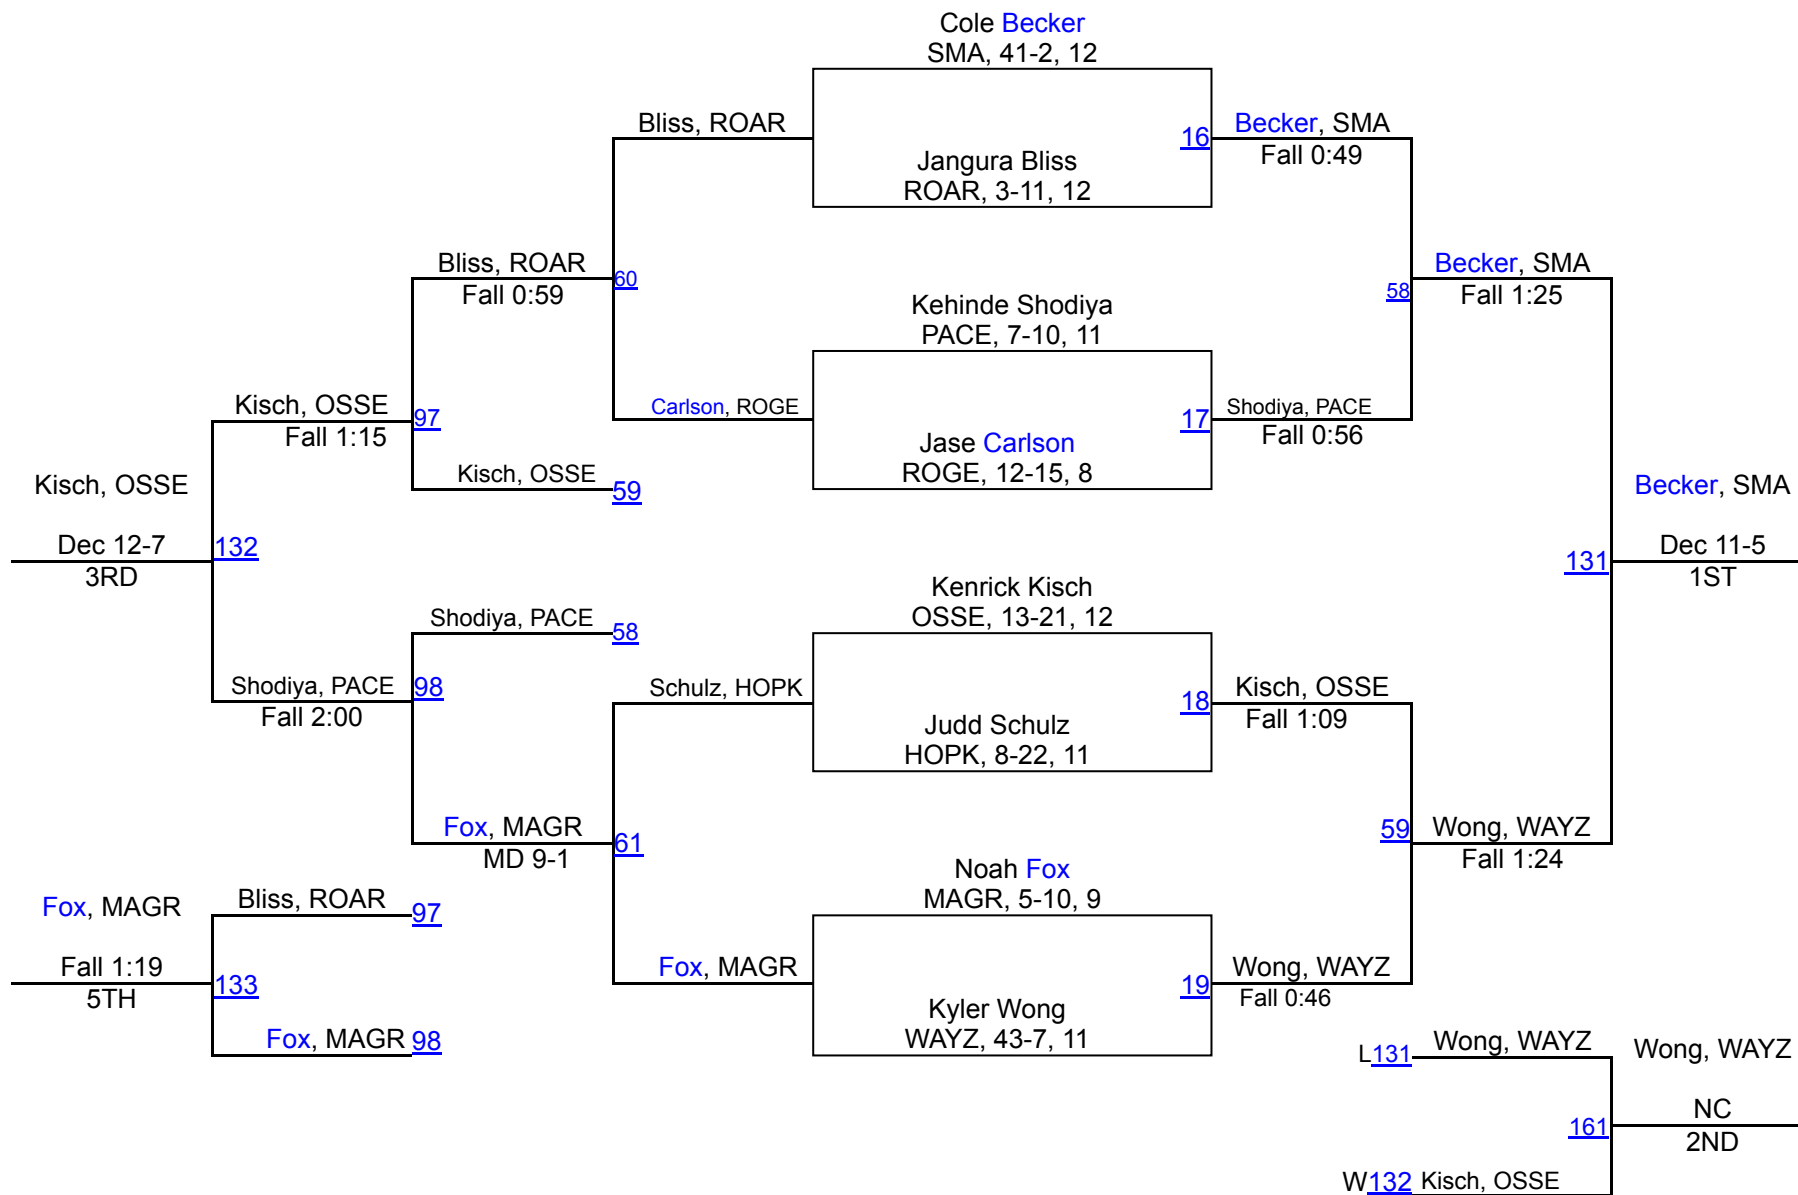 Cole Becker
SMA, 41-2, 12
Bliss, ROAR
16
Becker, SMA
Fall 0:49
Jangura Bliss
ROAR, 3-11, 12
Bliss, ROAR
Fall 0:59
60
58
Becker, SMA
Fall 1:25
Kehinde Shodiya
PACE, 7-10, 11
Kisch, OSSE
Fall 1:15
97
Carlson, ROGE
17
Shodiya, PACE
Fall 0:56
Jase Carlson
ROGE, 12-15, 8
Kisch, OSSE
Kisch, OSSE
59
Becker, SMA
Dec 12-7
3RD
132
131
Dec 11-5
1ST
Kenrick Kisch
OSSE, 13-21, 12
Shodiya, PACE
58
Shodiya, PACE
Fall 2:00
98
Schulz, HOPK
18
Kisch, OSSE
Fall 1:09
Judd Schulz
HOPK, 8-22, 11
Fox, MAGR
MD 9-1
61
59
Wong, WAYZ
Fall 1:24
Noah Fox
MAGR, 5-10, 9
Fox, MAGR
Bliss, ROAR
97
Fall 1:19
5TH
133
Fox, MAGR
19
Wong, WAYZ
Fall 0:46
Kyler Wong
WAYZ, 43-7, 11
Fox, MAGR
98
L131
Wong, WAYZ
Wong, WAYZ
161
NC
2ND
W132
Kisch, OSSE